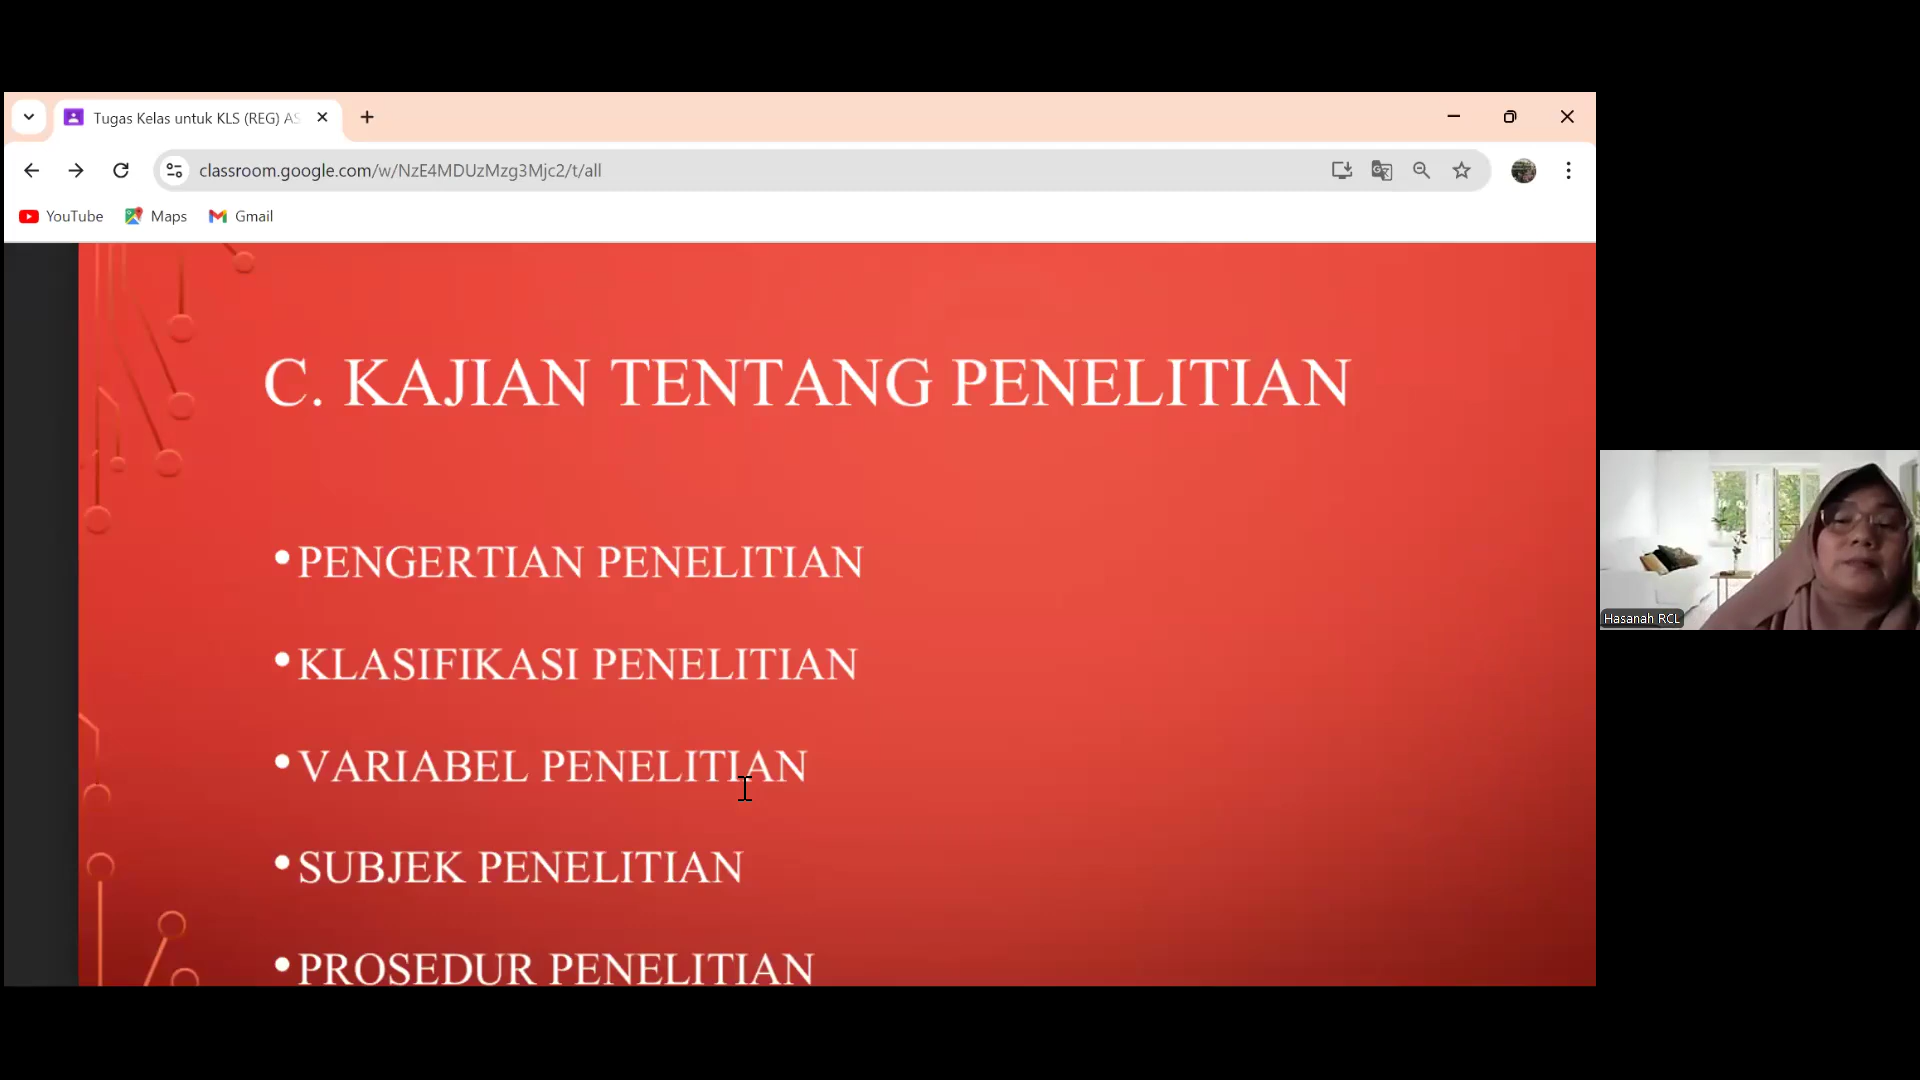 Tugas Kelas untuk KLS (REG) AS
classroom.google.com/w/NzE4MDUzMzg3Mjc2/t/all
YouTube Maps Gmail
C. KAJIAN TENTANG PENELITIAN
•PENGERTIAN PENELITIAN
•KLASIFIKASI PENELITIAN
•VARIABEL PENELITIAN
•SUBJEK PENELITIAN
•PROSEDUR PENELITIAN
Hasanah RCL